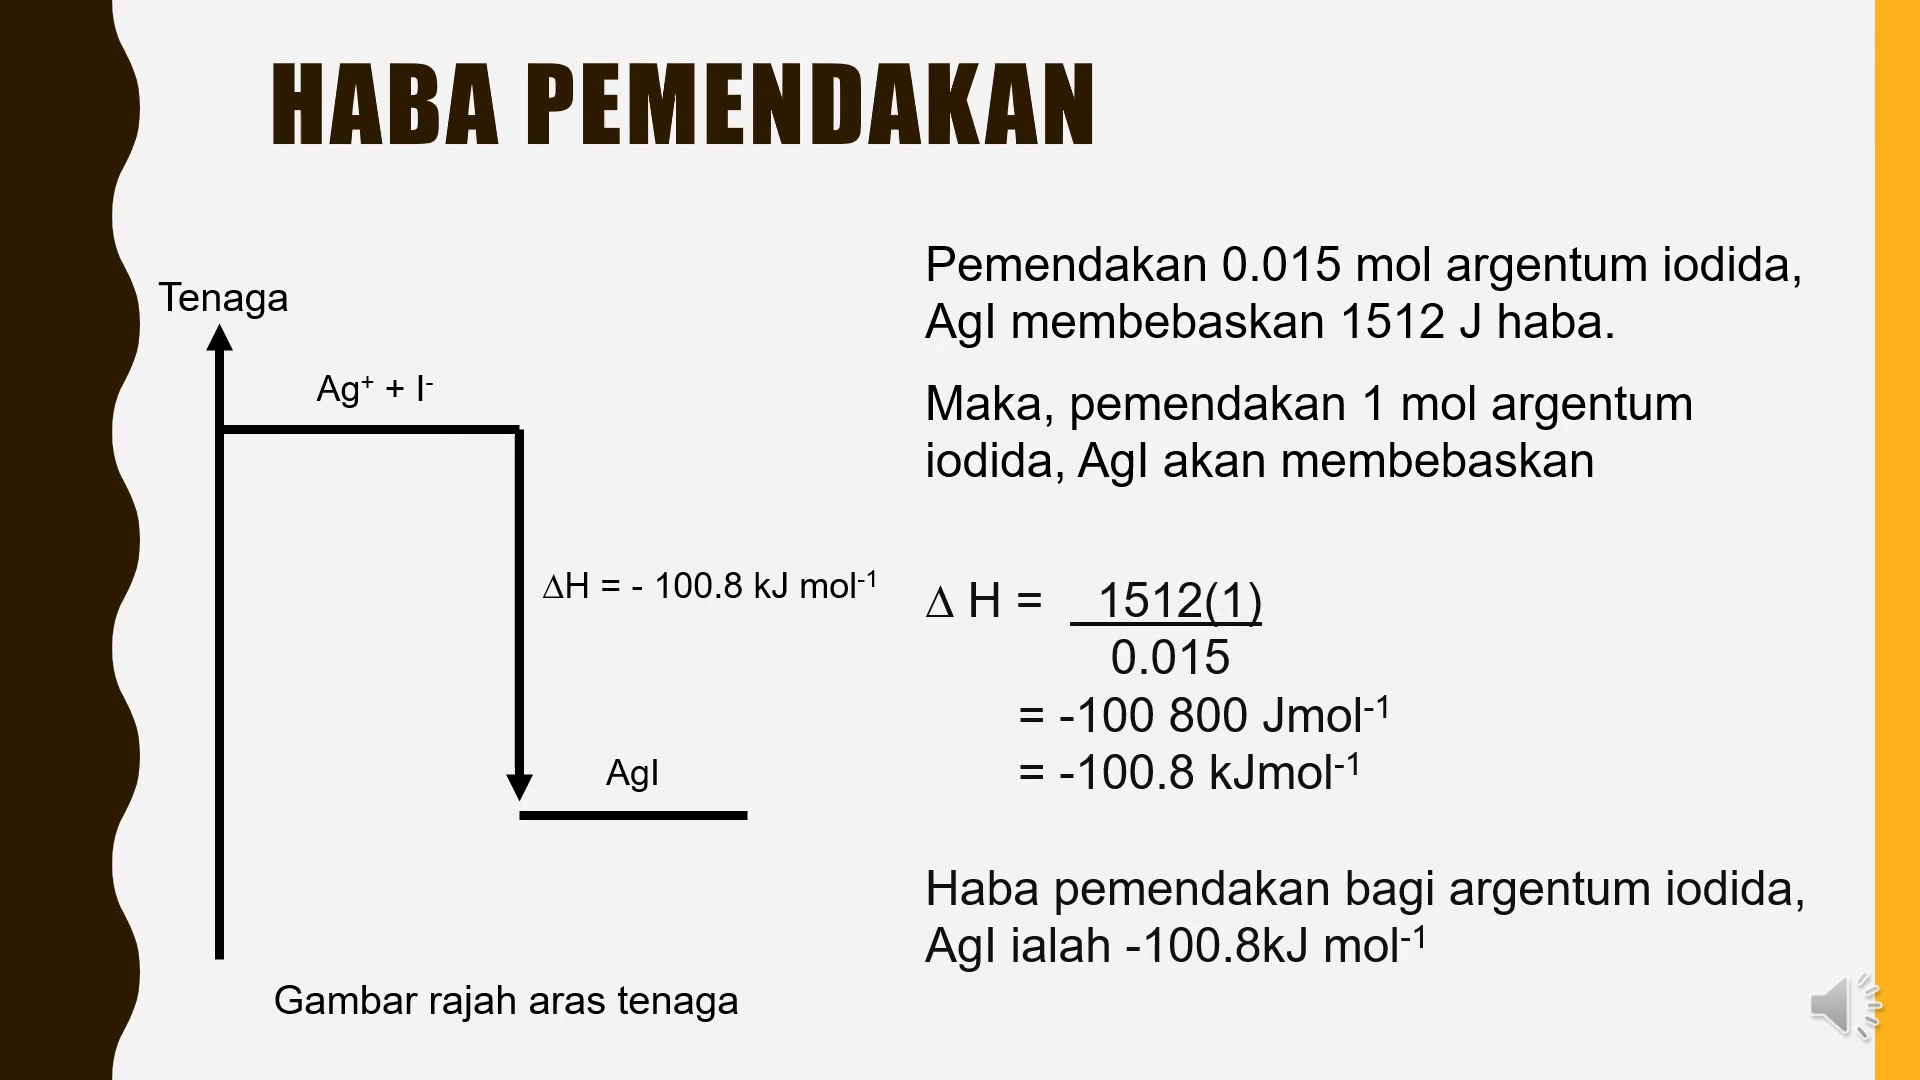 HABA PEMENDAKAN
Tenaga
Ag⁺ + I⁻
∆H = - 100.8 kJ mol⁻¹
AgI
Gambar rajah aras tenaga
Pemendakan 0.015 mol argentum iodida,
AgI membebaskan 1512 J haba.
Maka, pemendakan 1 mol argentum
iodida, AgI akan membebaskan
∆ H = 1512(1)
0.015
= -100 800 Jmol⁻¹
= -100.8 kJmol⁻¹
Haba pemendakan bagi argentum iodida,
AgI ialah -100.8kJ mol⁻¹